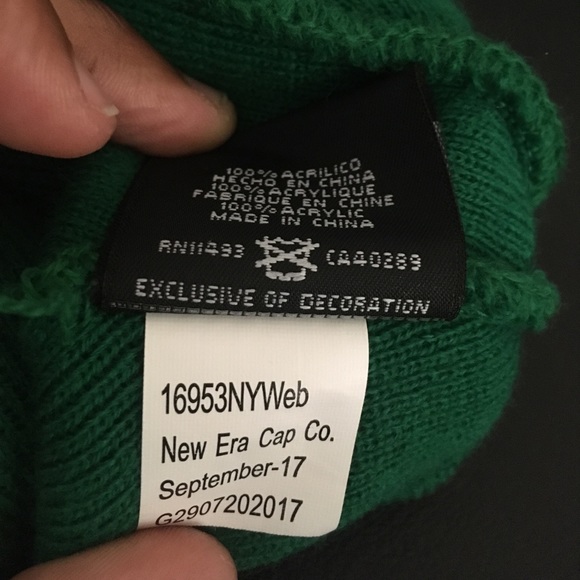 100% ACRILICO
HECHO EN CHINA
100% ACRYLIQUE
FABRIQUE EN CHINE
100% ACRYLIC
MADE IN CHINA
RN11493 CA40289
EXCLUSIVE OF DECORATION
16953NYWeb
New Era Cap Co.
September-17
G2907202017